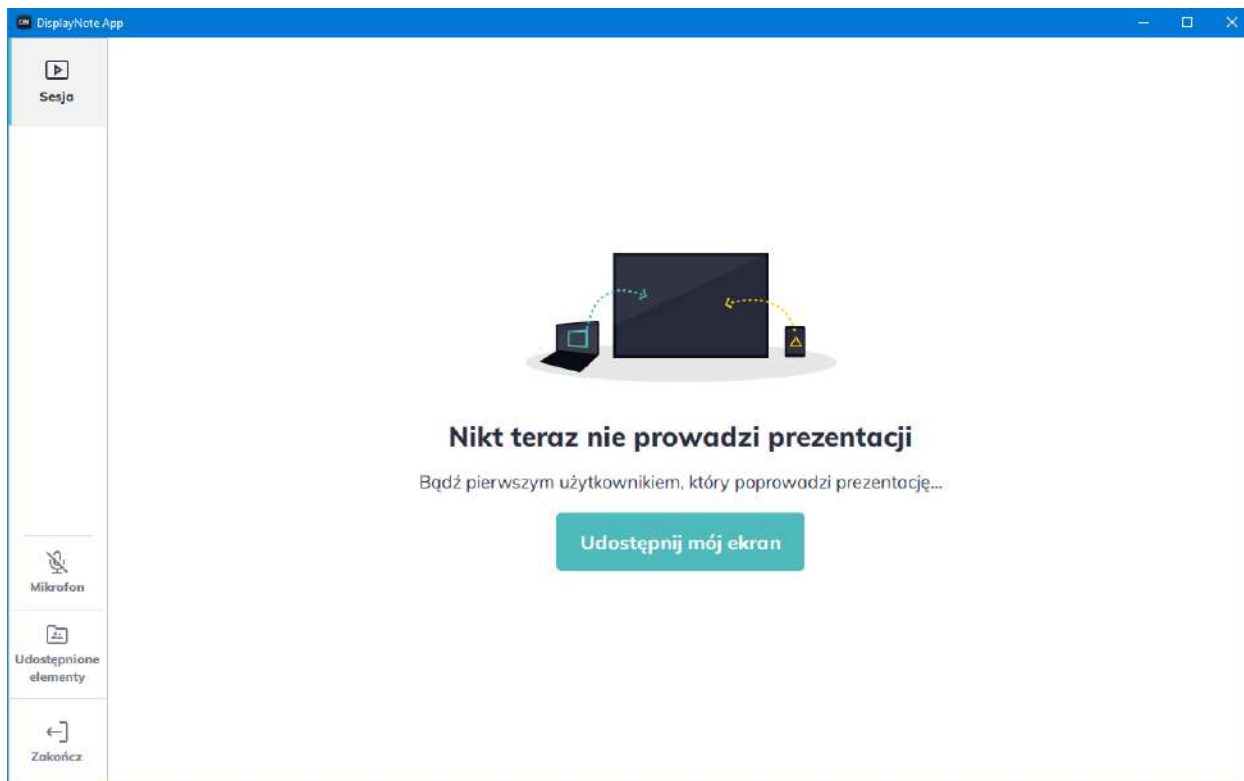 DisplayNote App
Sesja
Nikt teraz nie prowadzi prezentacji
Bądź pierwszym użytkownikiem, który poprowadzi prezentację...
Udostępnij mój ekran
Mikrofon
Udostępnione
elementy
Zakończ